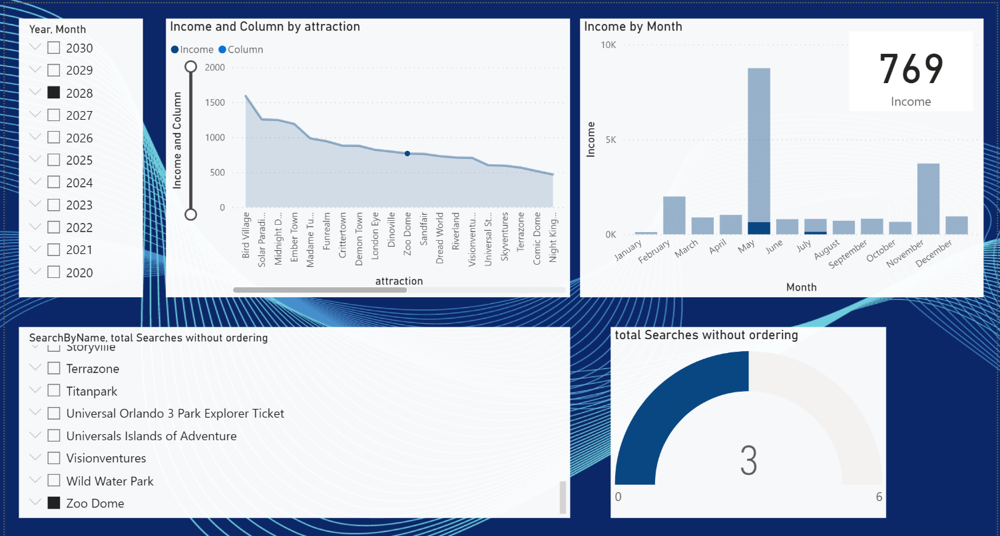 Year, Month
2030
2029
2028
2027
2026
2025
2024
2023
2022
2021
2020
Income and Column by attraction
Income Column
Income and Column
2000
1500
1000
500
0
Bird Village
Solar Paradi...
Midnight D...
Ember Town
Madame Tu...
Funrealm
Crittertown
Demon Town
London Eye
Dinoville
Zoo Dome
Sandfair
Dread World
Riverland
Visionventu...
Universal St...
Skyventures
Terrazone
Comic Dome
Night King...
attraction
Income by Month
769
Income
10K
5K
0K
Income
January
February
March
April
May
June
July
August
September
October
November
December
Month
SearchByName, total Searches without ordering
Storyville
Terrazone
Titanpark
Universal Orlando 3 Park Explorer Ticket
Universals Islands of Adventure
Visionventures
Wild Water Park
Zoo Dome
total Searches without ordering
3
0
6